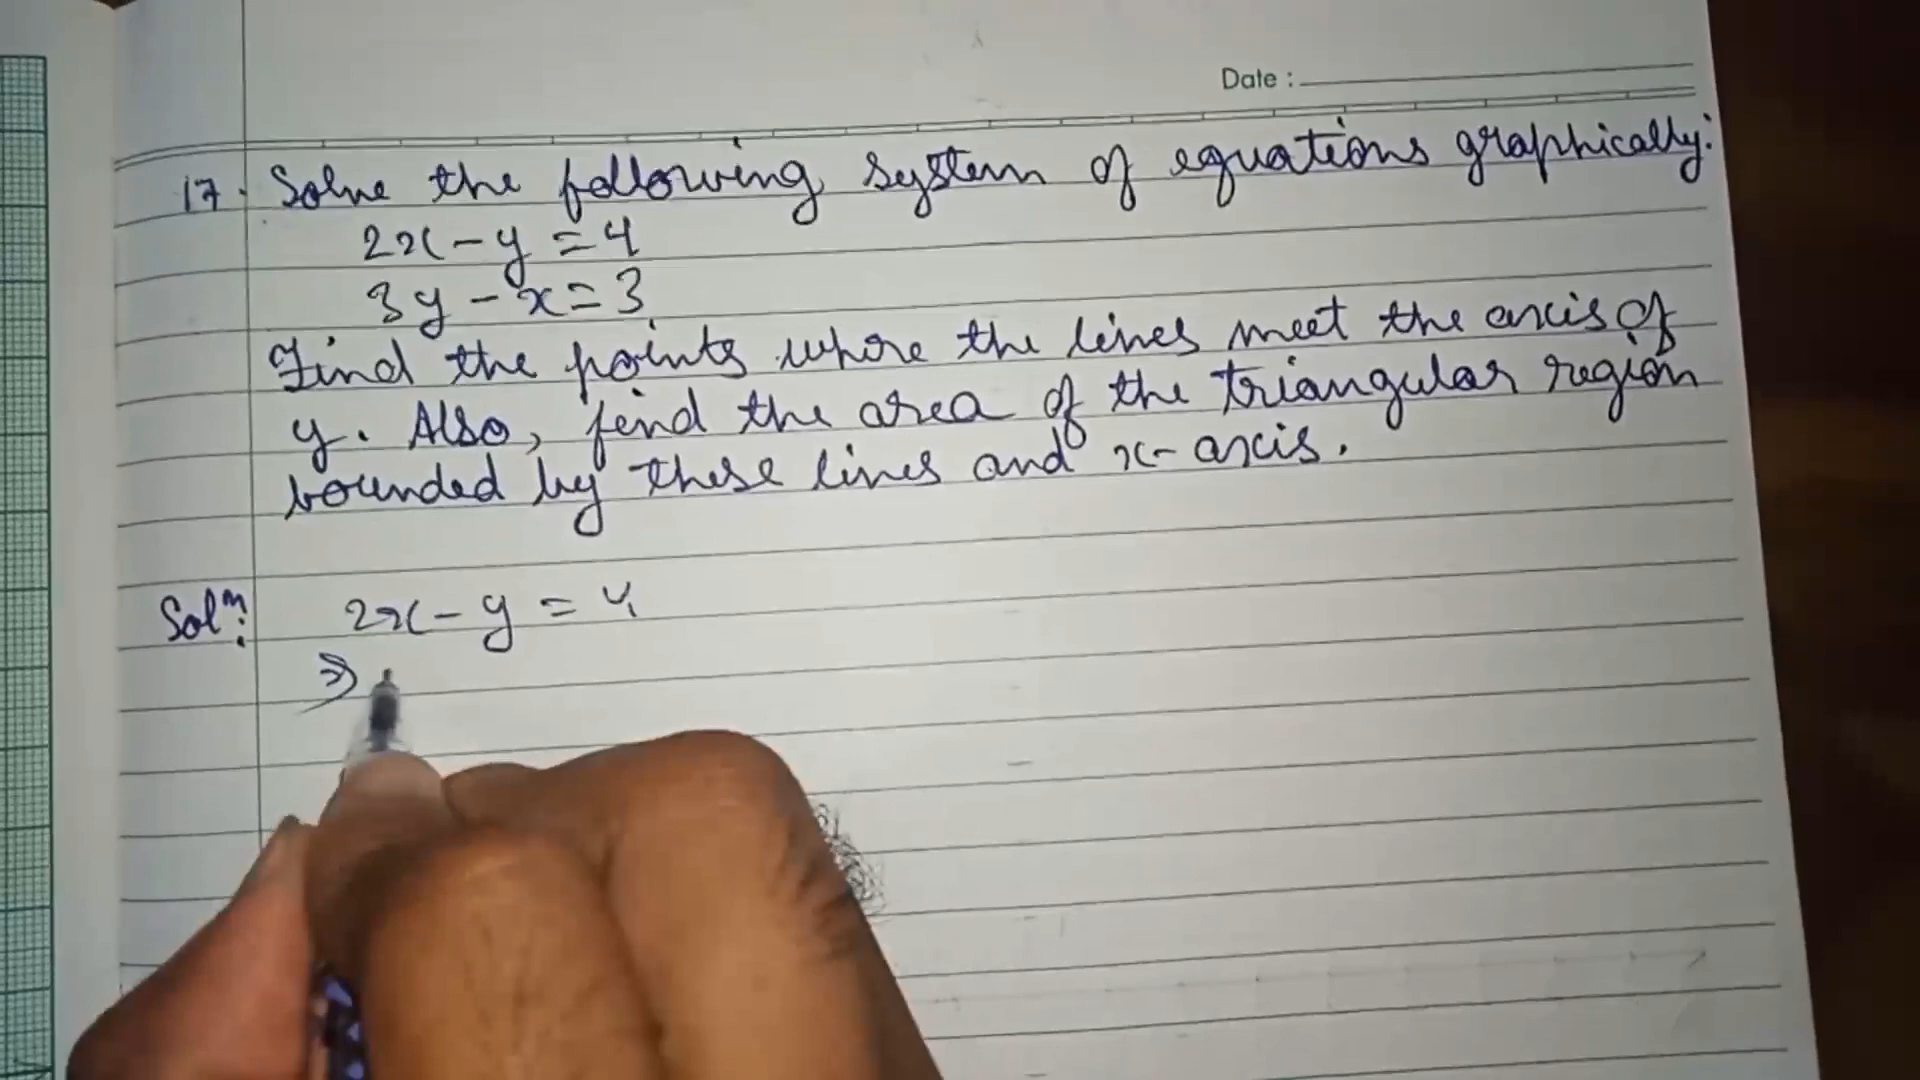 Date :
17. Solve the following system of equations graphically:
2x - y = 4
3y - x = 3
Find the points where the lines meet the axis of
y. Also, find the area of the triangular region
bounded by these lines and x-axis.
Solⁿ: 2x - y = 4
⇒